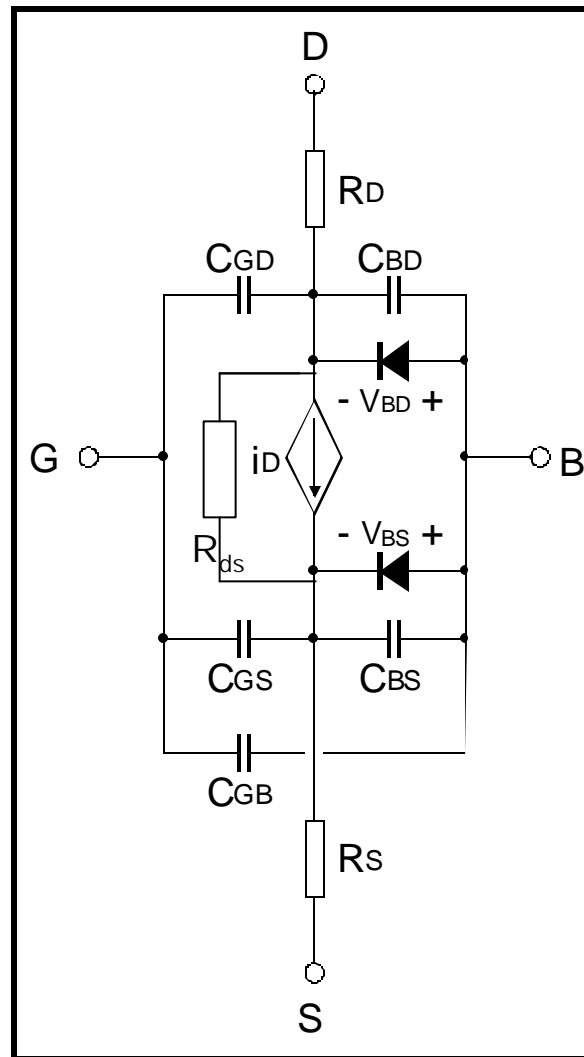 D
RD
CGD
CBD
- VBD +
G
iD
B
- VBS +
Rds
CGS
CBS
CGB
RS
S